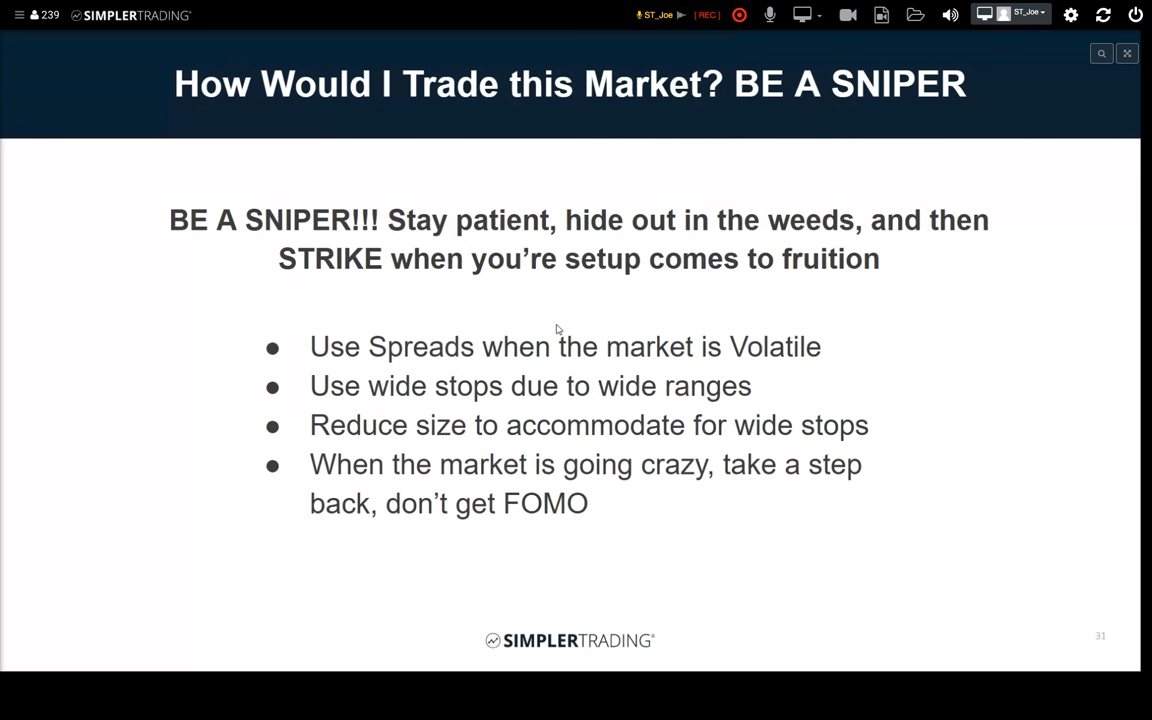 239 SIMPLERTRADING® ST_Joe [ REC ] ST_Joe
How Would I Trade this Market? BE A SNIPER
BE A SNIPER!!! Stay patient, hide out in the weeds, and then
STRIKE when you’re setup comes to fruition
● Use Spreads when the market is Volatile
● Use wide stops due to wide ranges
● Reduce size to accommodate for wide stops
● When the market is going crazy, take a step
back, don’t get FOMO
SIMPLERTRADING®
31